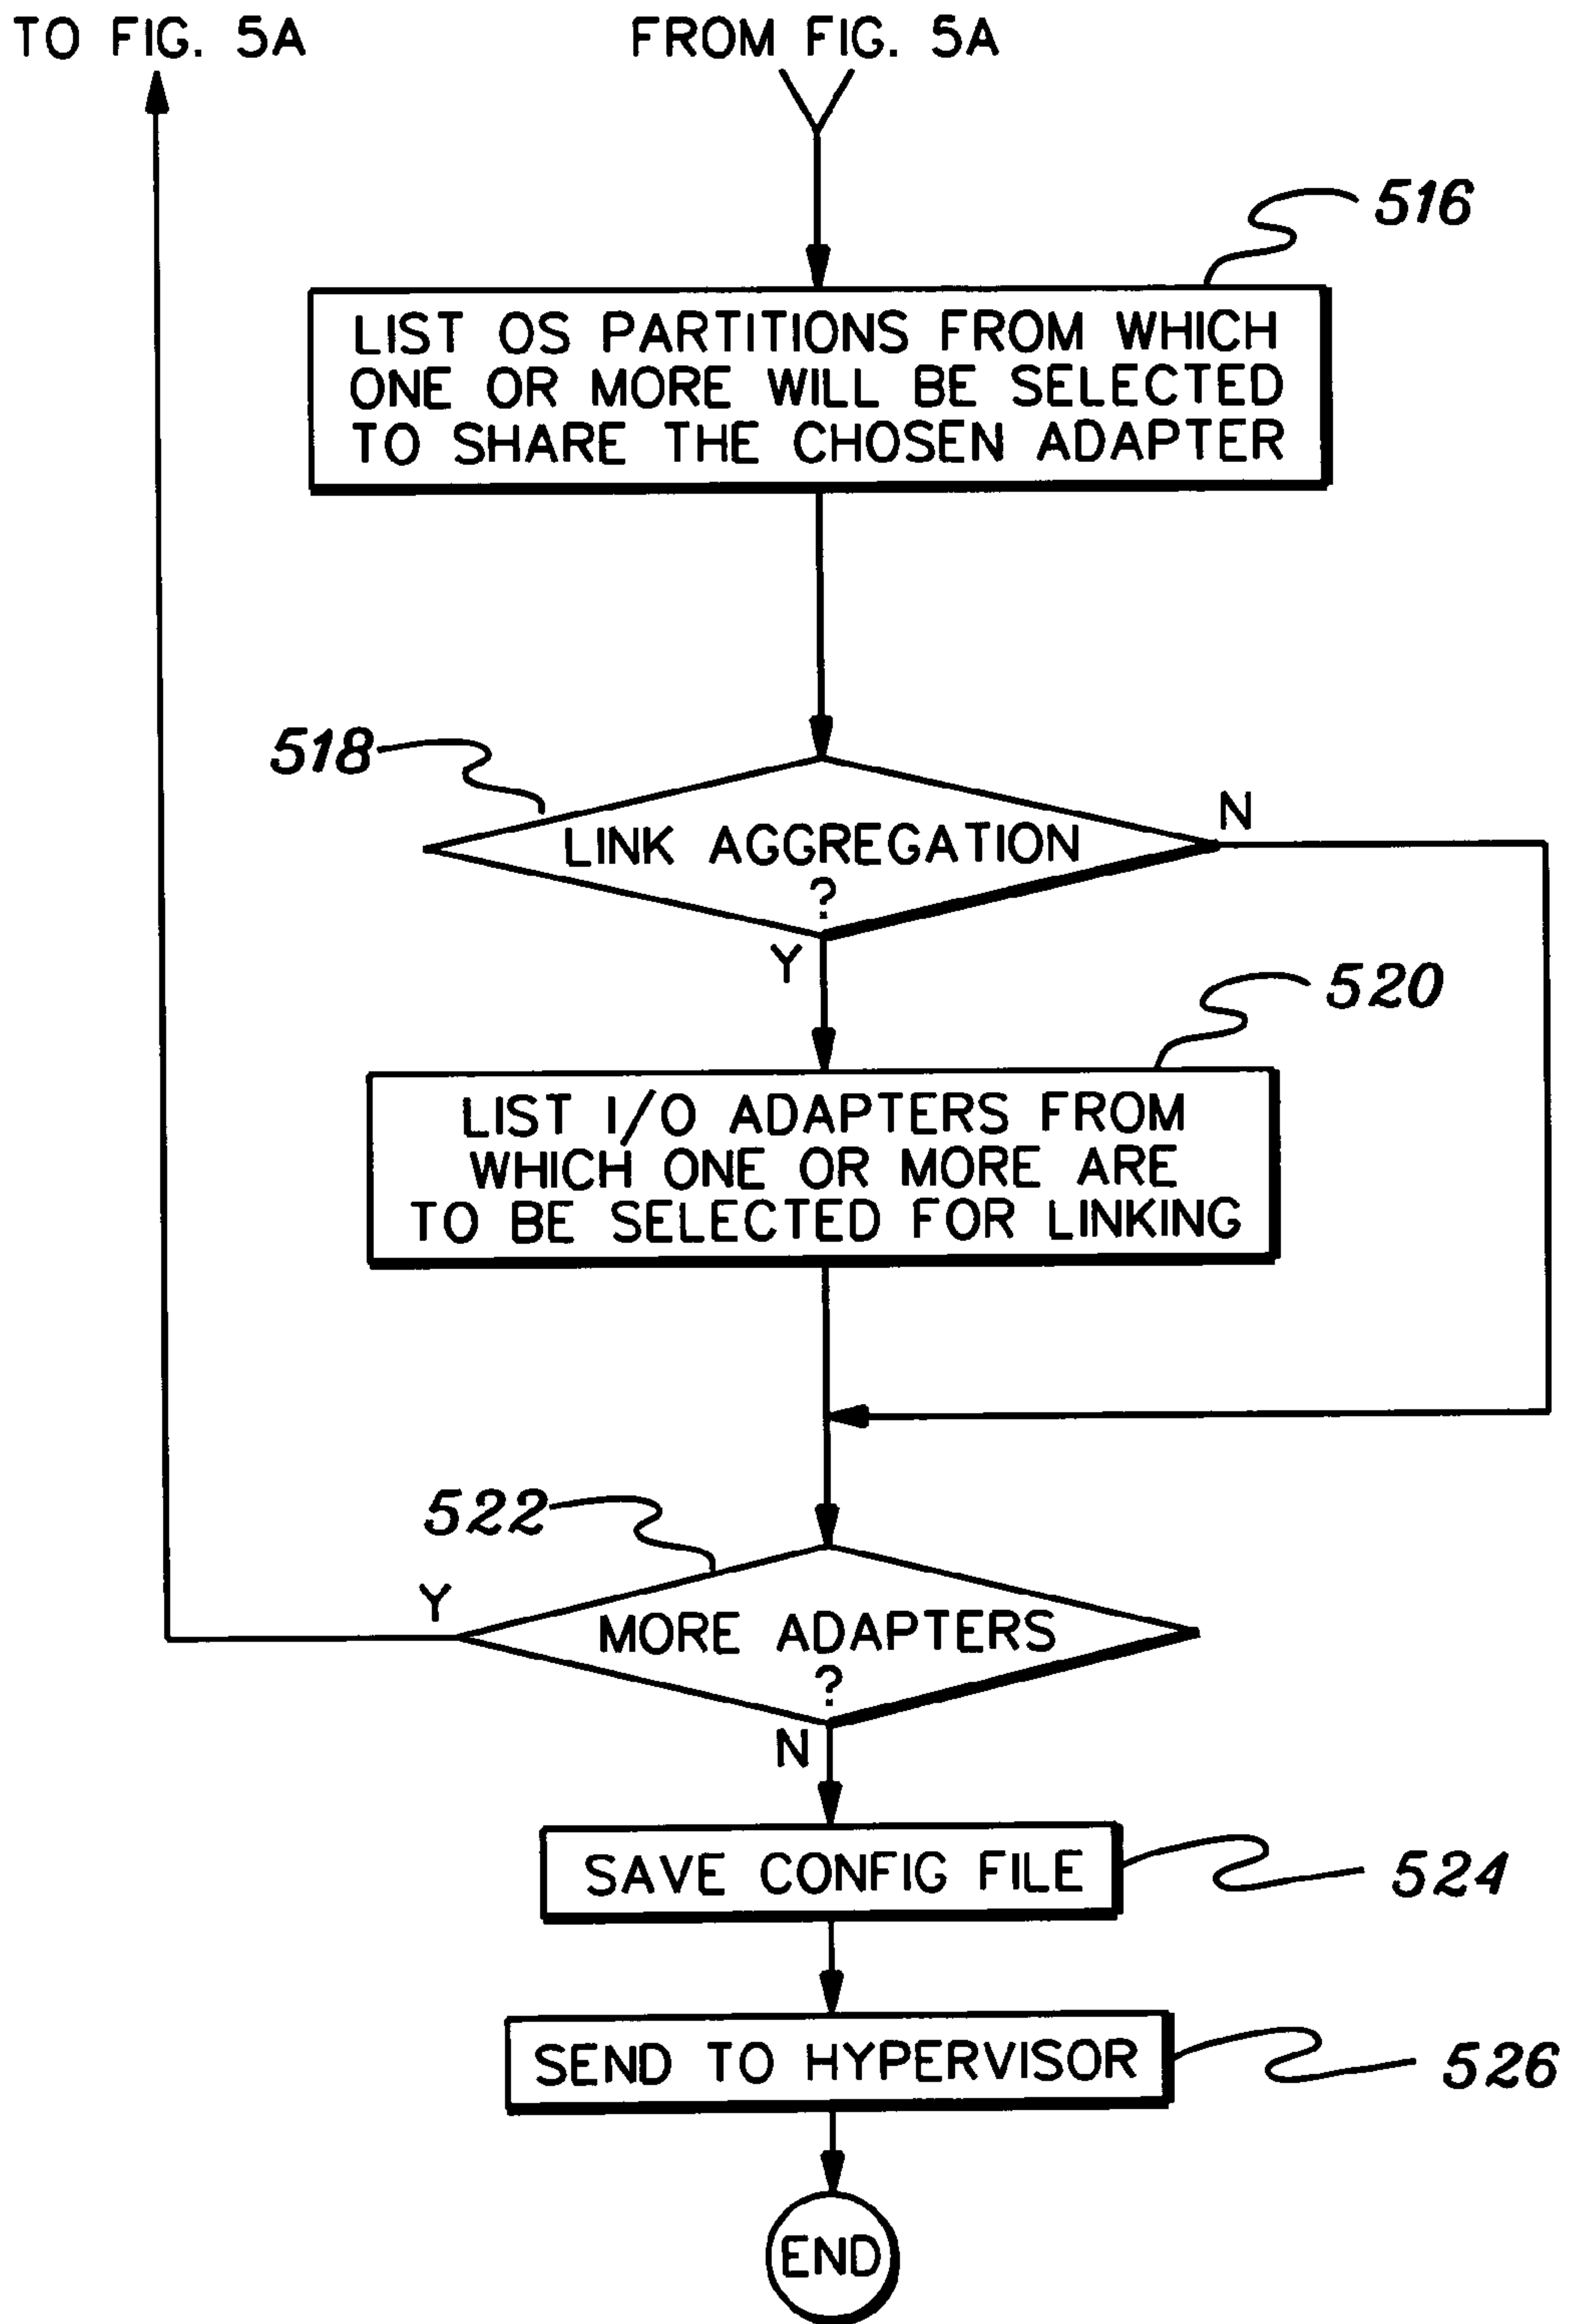 TO FIG. 5A
FROM FIG. 5A
516
LIST OS PARTITIONS FROM WHICH
ONE OR MORE WILL BE SELECTED
TO SHARE THE CHOSEN ADAPTER
518
LINK AGGREGATION
?
N
Y
520
LIST I/O ADAPTERS FROM
WHICH ONE OR MORE ARE
TO BE SELECTED FOR LINKING
522
Y
MORE ADAPTERS
?
N
SAVE CONFIG FILE
524
SEND TO HYPERVISOR
526
END